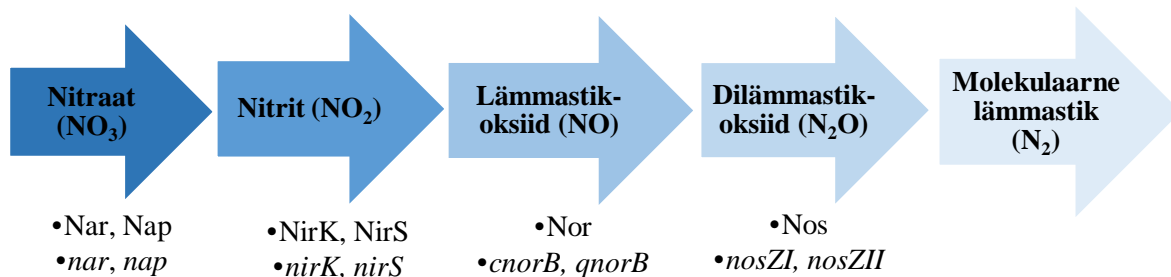 Nitraat
(NO₃)
Nitrit (NO₂)
Lämmastik-
oksiid (NO)
Dilämmastik-
oksiid (N₂O)
Molekulaarne
lämmastik
(N₂)
•Nar, Nap
•nar, nap
•NirK, NirS
•nirK, nirS
•Nor
•cnorB, qnorB
•Nos
•nosZI, nosZII